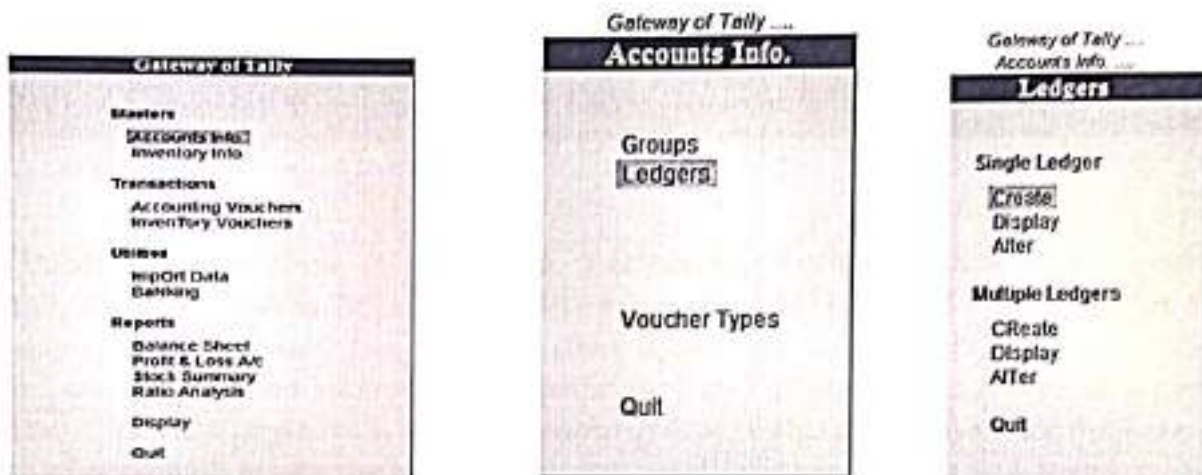 Gateway of Tally
Masters
Accounts Info.
Inventory Info
Transactions
Accounting Vouchers
InvenTory Vouchers
Utilities
ImpOrt Data
Banking
Reports
Balance Sheet
Profit & Loss A/c
Stock Summary
Ratio Analysis
Display
Quit
Gateway of Tally ....
Accounts Info.
Groups
Ledgers
Voucher Types
Quit
Gateway of Tally ....
Accounts Info. ....
Ledgers
Single Ledger
Create
Display
Alter
Multiple Ledgers
CReate
DIsplay
AlTer
Quit